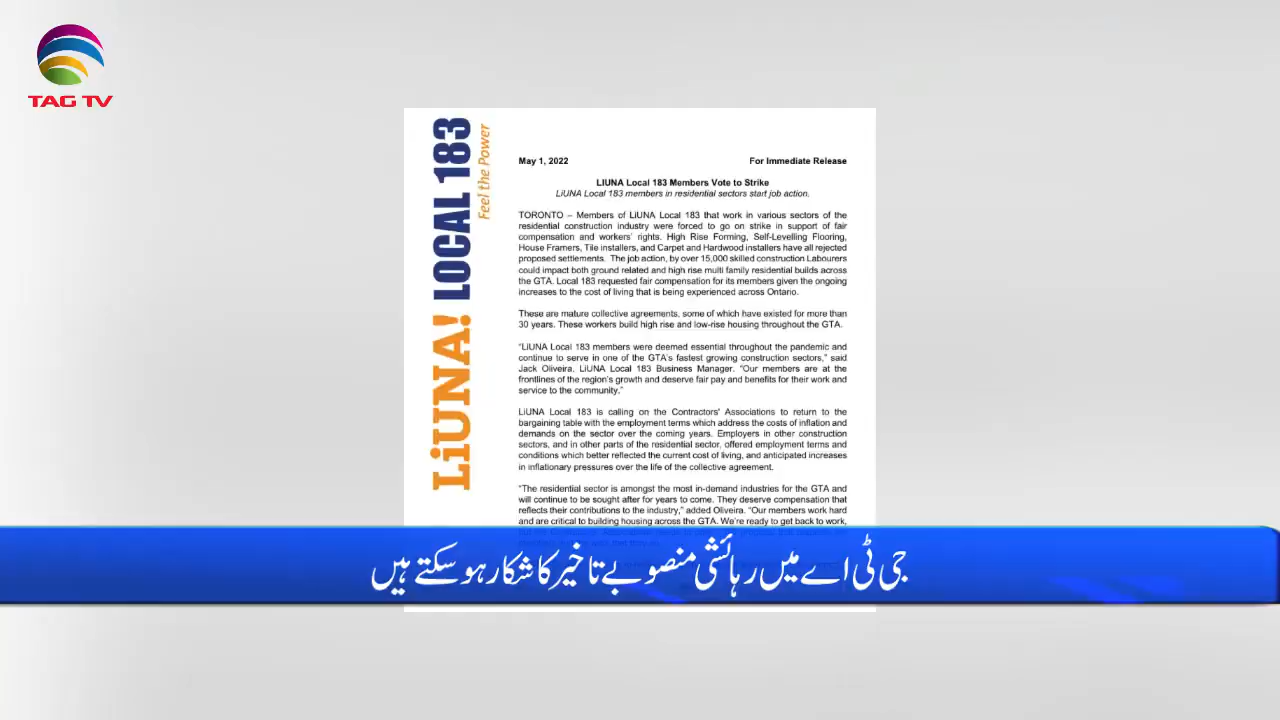 TAG TV
LiUNA! LOCAL 183
Feel the Power
May 1, 2022 For Immediate Release
LIUNA Local 183 Members Vote to Strike
LiUNA Local 183 members in residential sectors start job action.
TORONTO – Members of LiUNA Local 183 that work in various sectors of the
residential construction industry were forced to go on strike in support of fair
compensation and workers' rights. High Rise Forming, Self-Levelling Flooring,
House Framers, Tile installers, and Carpet and Hardwood installers have all rejected
proposed settlements. The job action, by over 15,000 skilled construction Labourers
could impact both ground related and high rise multi family residential builds across
the GTA. Local 183 requested fair compensation for its members given the ongoing
increases to the cost of living that is being experienced across Ontario.
These are mature collective agreements, some of which have existed for more than
30 years. These workers build high rise and low-rise housing throughout the GTA.
"LiUNA Local 183 members were deemed essential throughout the pandemic and
continue to serve in one of the GTA's fastest growing construction sectors," said
Jack Oliveira. LiUNA Local 183 Business Manager. "Our members are at the
frontlines of the region's growth and deserve fair pay and benefits for their work and
service to the community."
LiUNA Local 183 is calling on the Contractors' Associations to return to the
bargaining table with the employment terms which address the costs of inflation and
demands on the sector over the coming years. Employers in other construction
sectors, and in other parts of the residential sector, offered employment terms and
conditions which better reflected the current cost of living, and anticipated increases
in inflationary pressures over the life of the collective agreement.
"The residential sector is amongst the most in-demand industries for the GTA and
will continue to be sought after for years to come. They deserve compensation that
reflects their contributions to the industry," added Oliveira. "Our members work hard
and are critical to building housing across the GTA. We're ready to get back to work,
جی ٹی اے میں رہائشی منصوبے تاخیر کا شکار ہو سکتے ہیں